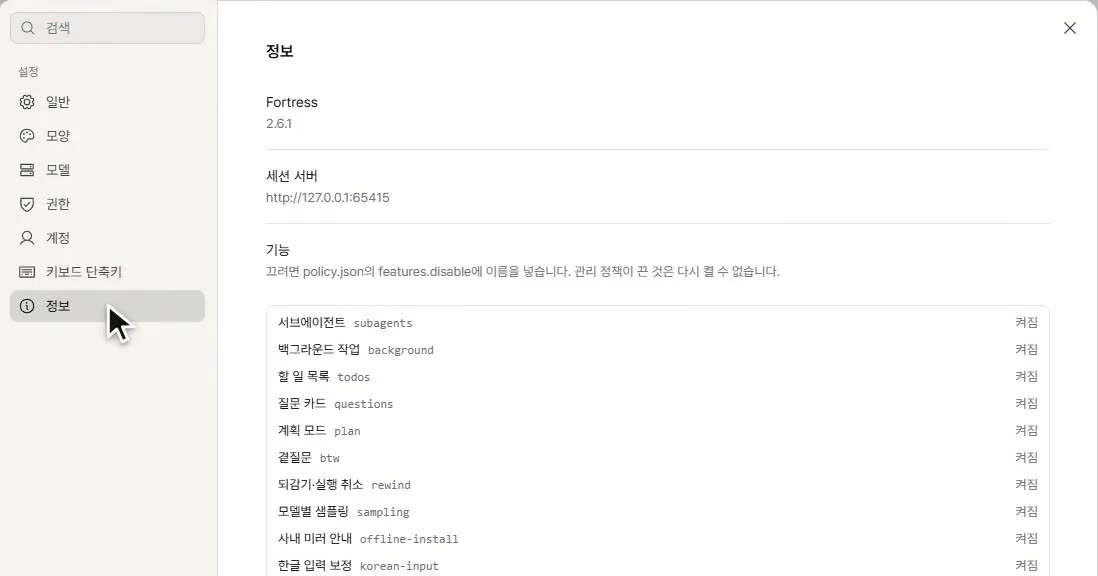 검색
설정
일반
모양
모델
권한
계정
키보드 단축키
정보
정보
Fortress
2.6.1
세션 서버
http://127.0.0.1:65415
기능
끄려면 policy.json의 features.disable에 이름을 넣습니다. 관리 정책이 끈 것은 다시 켤 수 없습니다.
서브에이전트 subagents 켜짐
백그라운드 작업 background 켜짐
할 일 목록 todos 켜짐
질문 카드 questions 켜짐
계획 모드 plan 켜짐
곁질문 btw 켜짐
되감기·실행 취소 rewind 켜짐
모델별 샘플링 sampling 켜짐
사내 미러 안내 offline-install 켜짐
한글 입력 보정 korean-input 켜짐